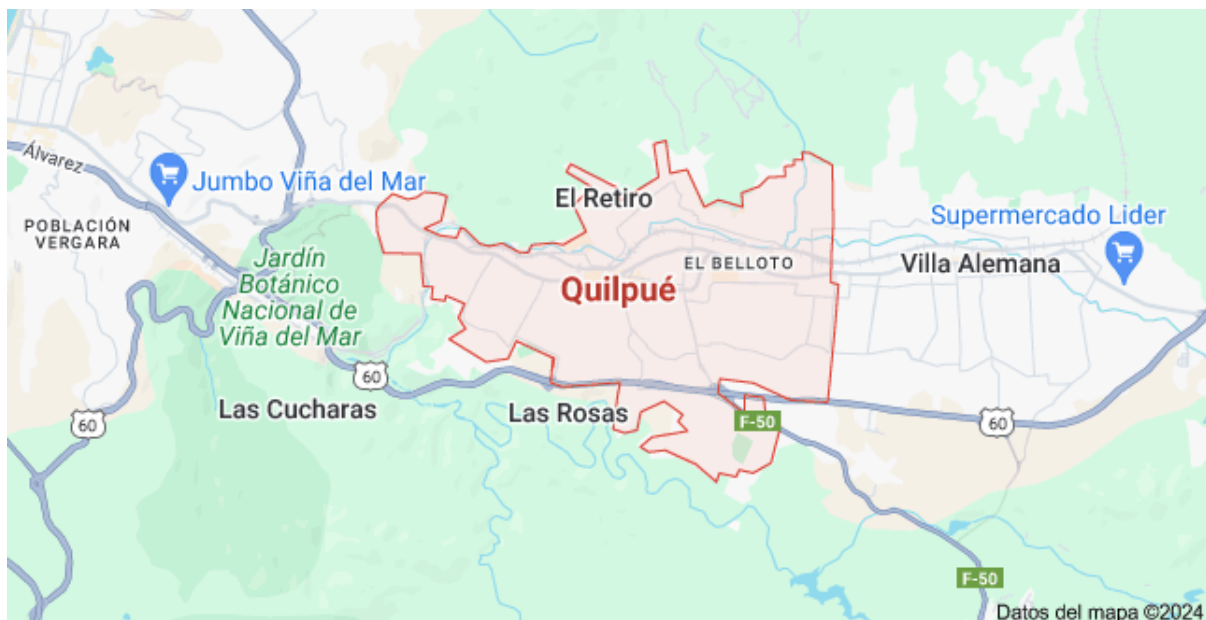 Álvarez
Jumbo Viña del Mar
POBLACIÓN
VERGARA
El Retiro
Supermercado Lider
Jardín
Botánico
Nacional de
Viña del Mar
EL BELLOTO
Villa Alemana
Quilpué
60
Las Cucharas
Las Rosas
60
F-50
60
F-50
Datos del mapa ©2024